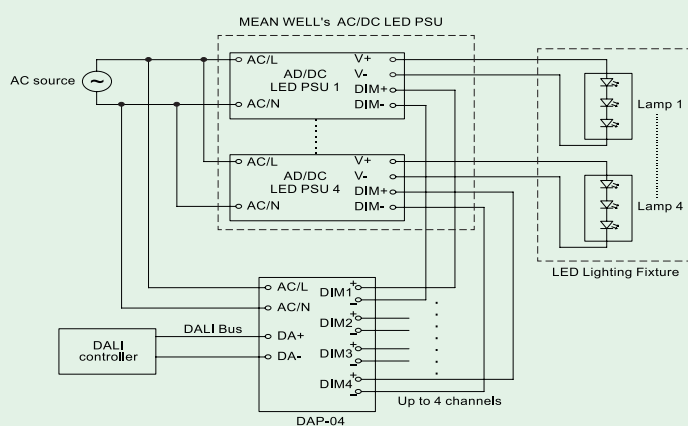 MEAN WELL's AC/DC LED PSU
AC source
AC/L
AC/N
AD/DC
LED PSU 1
V+
V-
DIM+
DIM-
AC/L
AC/N
AD/DC
LED PSU 4
V+
V-
DIM+
DIM-
Lamp 1
Lamp 4
LED Lighting Fixture
AC/L
AC/N
DA+
DA-
DIM1
+
-
DIM2
+
-
DIM3
+
-
DIM4
+
-
DALI Bus
DALI
controller
Up to 4 channels
DAP-04